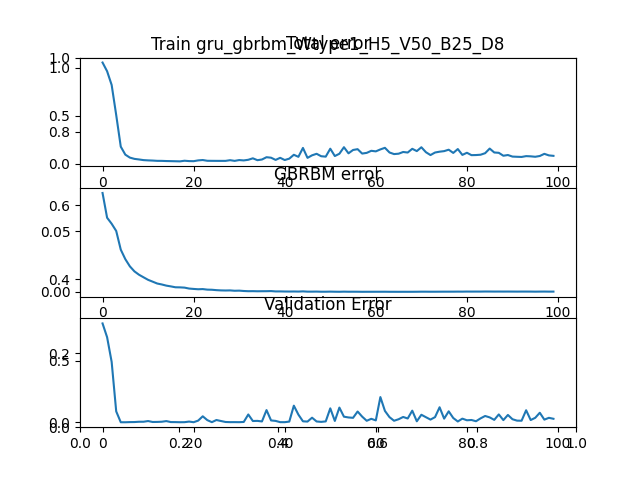 Train gru_gbrbm_Wtype1_H5_V50_B25_D8
Total error
1.0
1.0
0.5
0.8
0.0
0 20 40 60 80 100
GBRBM error
0.6
0.05
0.4
0.00
0 20 40 60 80 100
Validation Error
0.2
0.5
0.0
0.0
0 20 40 60 80 100
0.0 0.2 0.4 0.6 0.8 1.0